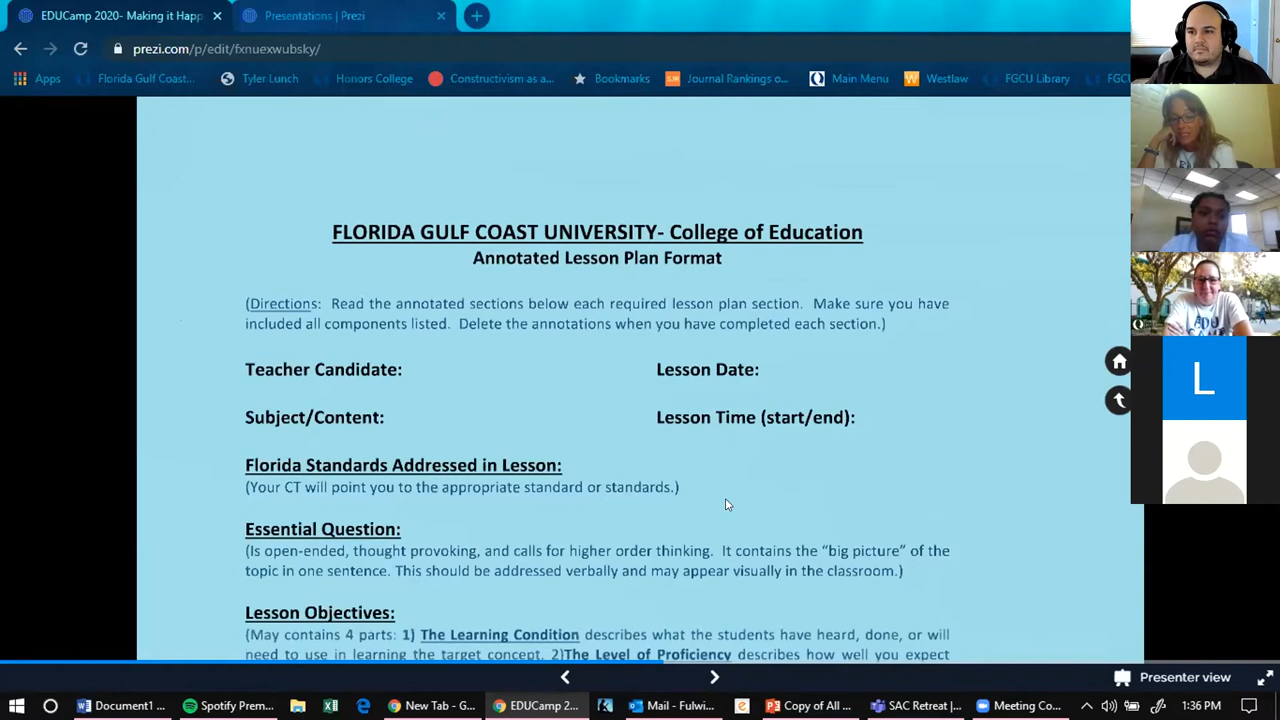 EDUCamp 2020- Making it Happ
Presentations | Prezi
prezi.com/p/edit/fxnuexwubsky/
Apps
Florida Gulf Coast...
Tyler Lunch
Honors College
Constructivism as a...
Bookmarks
Journal Rankings o...
Main Menu
Westlaw
FGCU Library
FGCU
FLORIDA GULF COAST UNIVERSITY- College of Education
Annotated Lesson Plan Format
(Directions: Read the annotated sections below each required lesson plan section. Make sure you have
included all components listed. Delete the annotations when you have completed each section.)
Teacher Candidate:
Lesson Date:
Subject/Content:
Lesson Time (start/end):
Florida Standards Addressed in Lesson:
(Your CT will point you to the appropriate standard or standards.)
Essential Question:
(Is open-ended, thought provoking, and calls for higher order thinking. It contains the “big picture” of the
topic in one sentence. This should be addressed verbally and may appear visually in the classroom.)
Lesson Objectives:
(May contains 4 parts: 1) The Learning Condition describes what the students have heard, done, or will
need to use in learning the target concept. 2)The Level of Proficiency describes how well you expect
EDU
CAMP
L
Presenter view
Document1 ...
Spotify Prem...
New Tab - G...
EDUCamp 2...
Mail - Fulwi...
Copy of All ...
SAC Retreat |...
Meeting Co...
1:36 PM